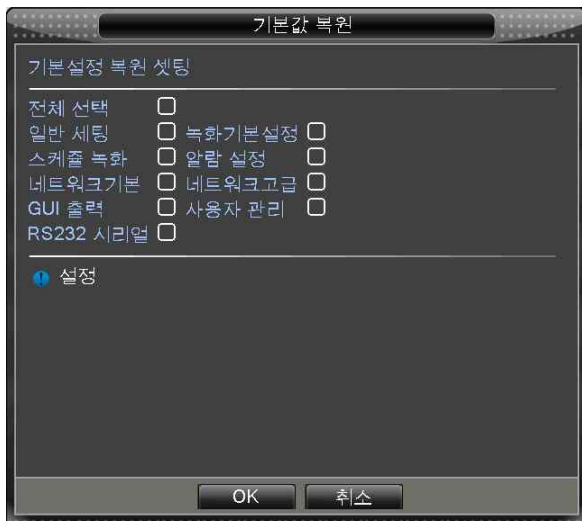 기본값 복원
기본설정 복원 셋팅
전체 선택
일반 세팅 녹화기본설정
스케쥴 녹화 알람 설정
네트워크기본 네트워크고급
GUI 출력 사용자 관리
RS232 시리얼
설정
OK 취소